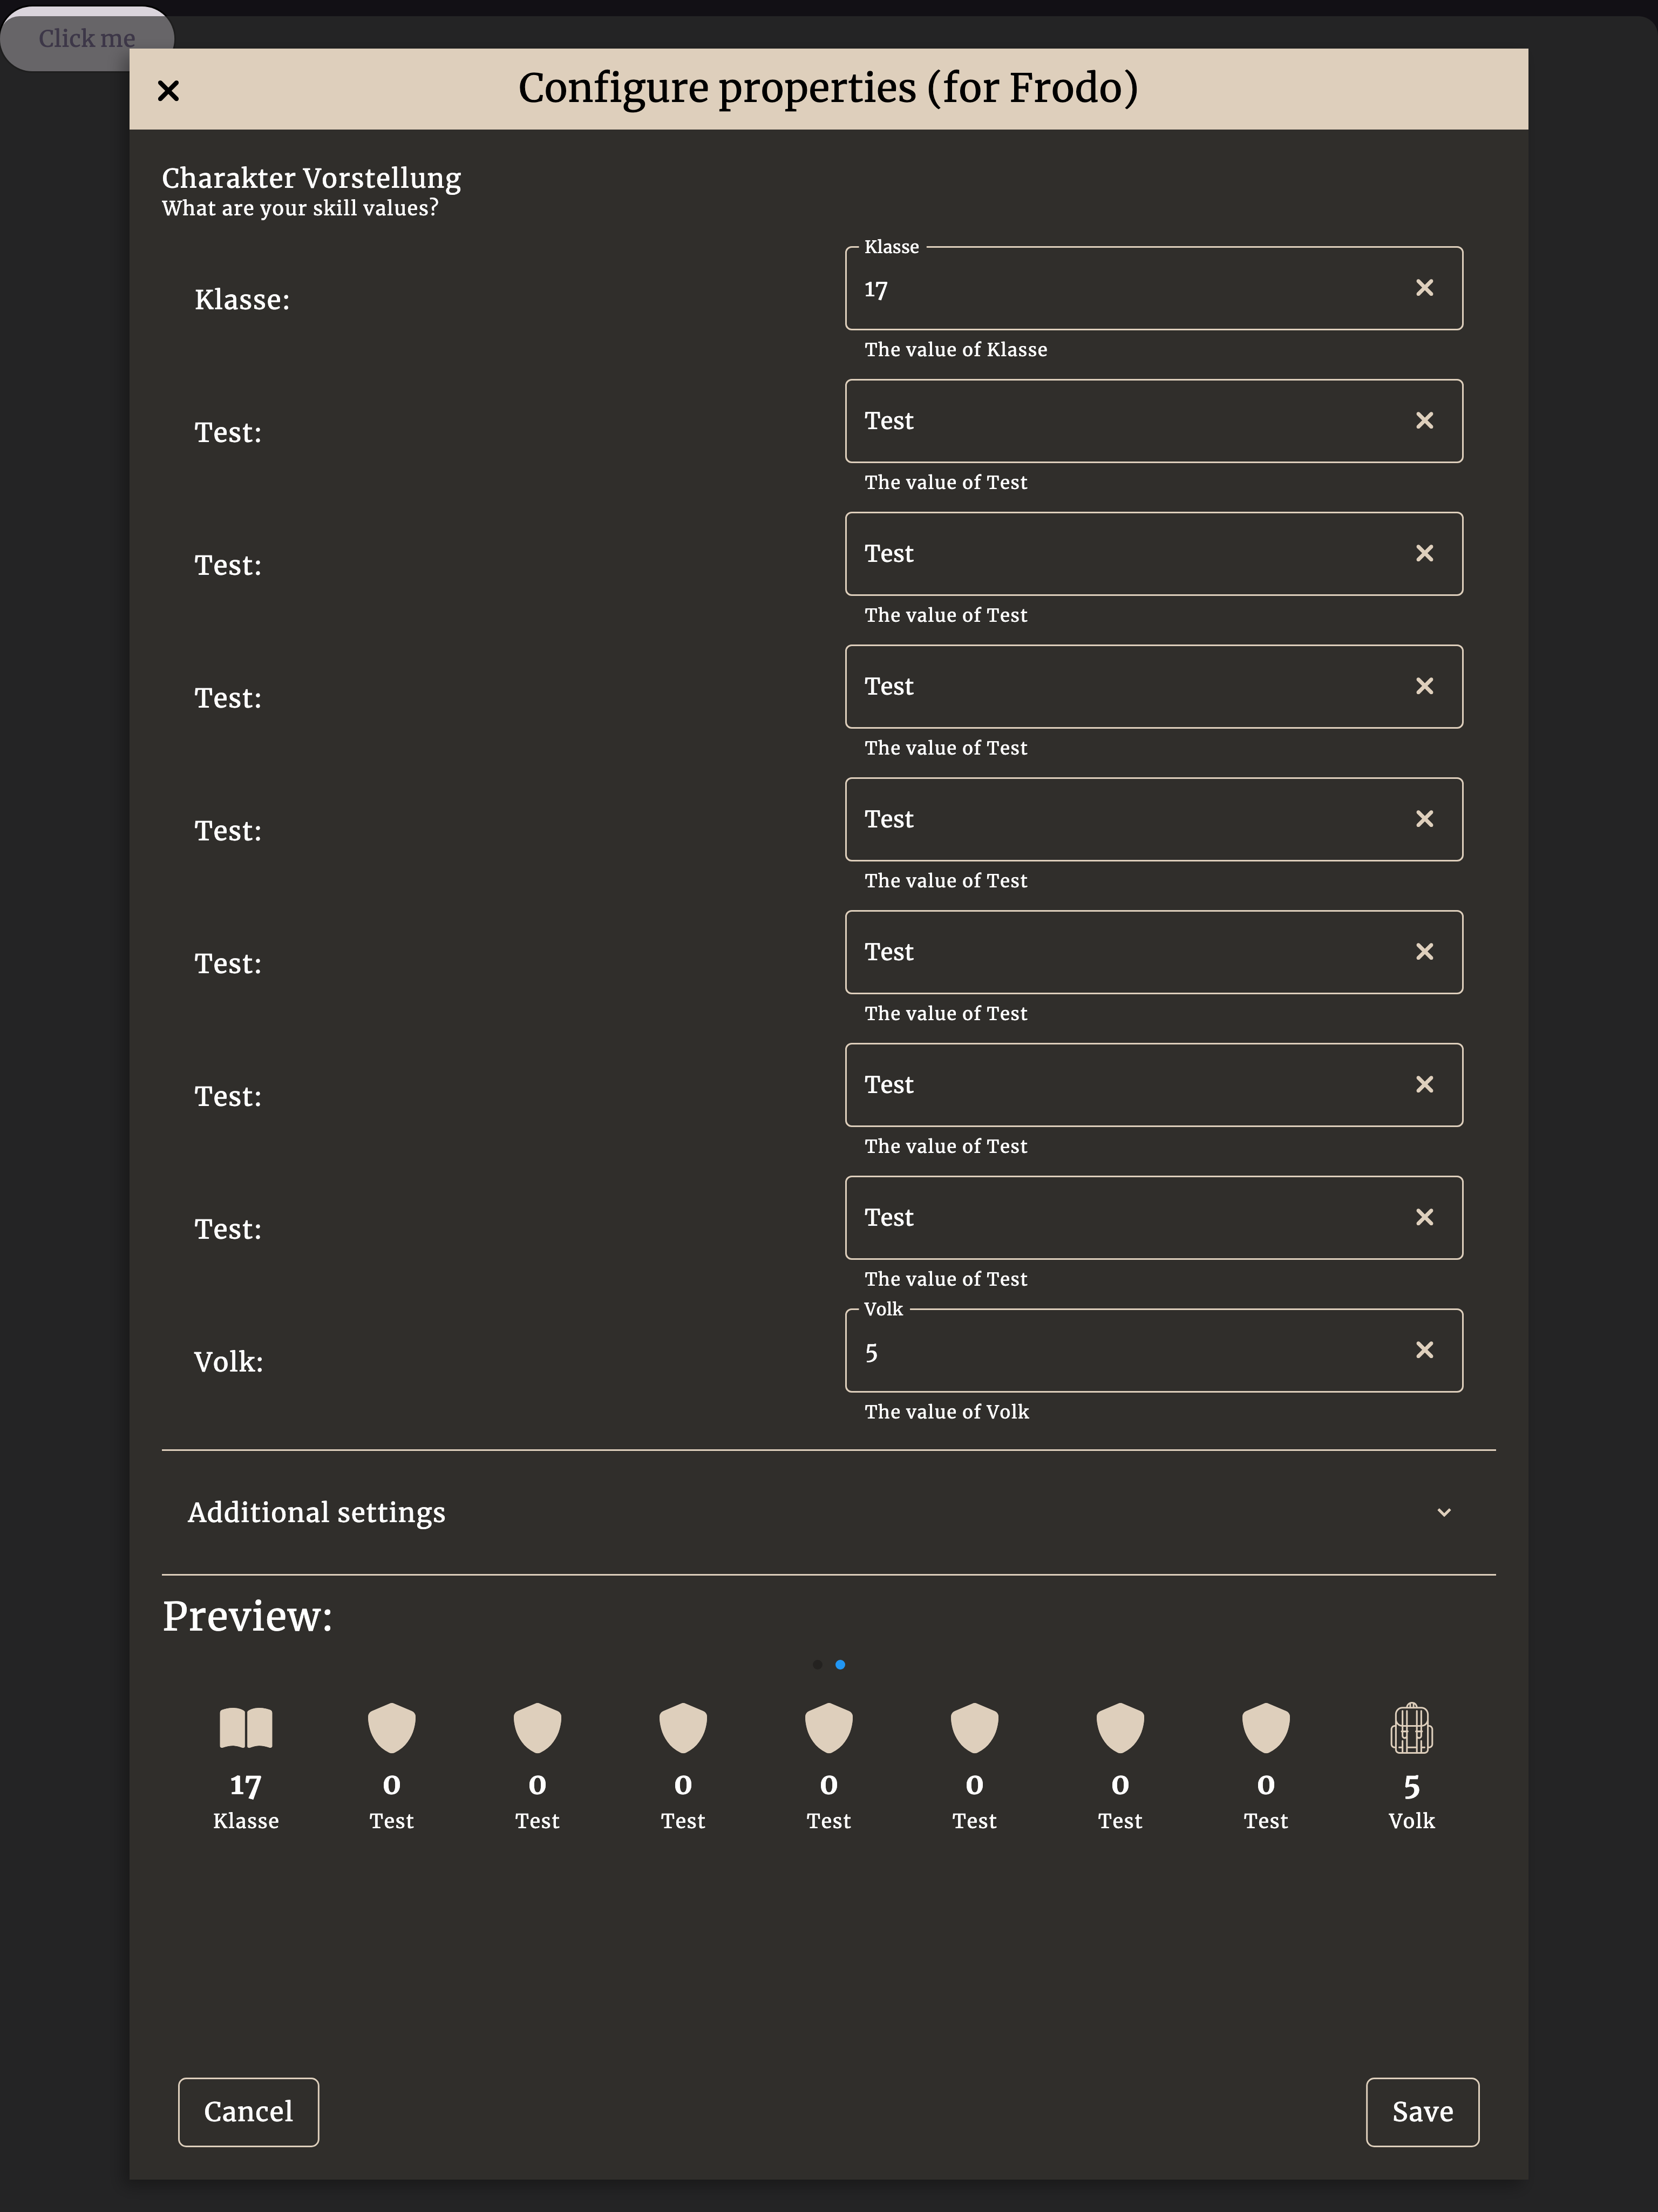 Click me
Configure properties (for Frodo)
Charakter Vorstellung
What are your skill values?
Klasse
Klasse:
17
The value of Klasse
Test:
Test
The value of Test
Test:
Test
The value of Test
Test:
Test
The value of Test
Test:
Test
The value of Test
Test:
Test
The value of Test
Test:
Test
The value of Test
Test:
Test
The value of Test
Volk
Volk:
5
The value of Volk
Additional settings
Preview:
17 0 0 0 0 0 0 0 5
Klasse Test Test Test Test Test Test Test Volk
Cancel Save